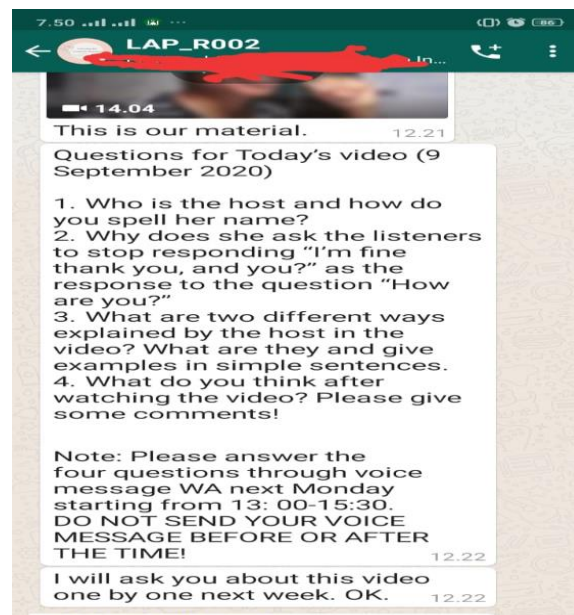 7.50
86
LAP_R002
In...
14.04
This is our material.
12.21
Questions for Today's video (9
September 2020)
1. Who is the host and how do
you spell her name?
2. Why does she ask the listeners
to stop responding "I'm fine
thank you, and you?" as the
response to the question "How
are you?"
3. What are two different ways
explained by the host in the
video? What are they and give
examples in simple sentences.
4. What do you think after
watching the video? Please give
some comments!
Note: Please answer the
four questions through voice
message WA next Monday
starting from 13: 00-15:30.
DO NOT SEND YOUR VOICE
MESSAGE BEFORE OR AFTER
THE TIME!
12.22
I will ask you about this video
one by one next week. OK.
12.22